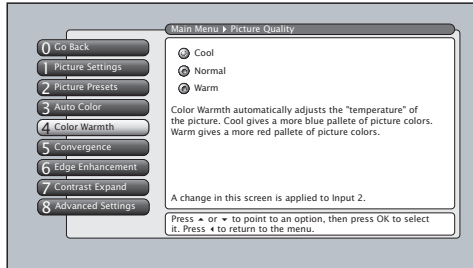 Main Menu ▸ Picture Quality
0 Go Back
1 Picture Settings
2 Picture Presets
3 Auto Color
4 Color Warmth
5 Convergence
6 Edge Enhancement
7 Contrast Expand
8 Advanced Settings
Cool
Normal
Warm
Color Warmth automatically adjusts the "temperature" of
the picture. Cool gives a more blue pallete of picture colors.
Warm gives a more red pallete of picture colors.
A change in this screen is applied to Input 2.
Press ▲ or ▼ to point to an option, then press OK to select
it. Press ◂ to return to the menu.